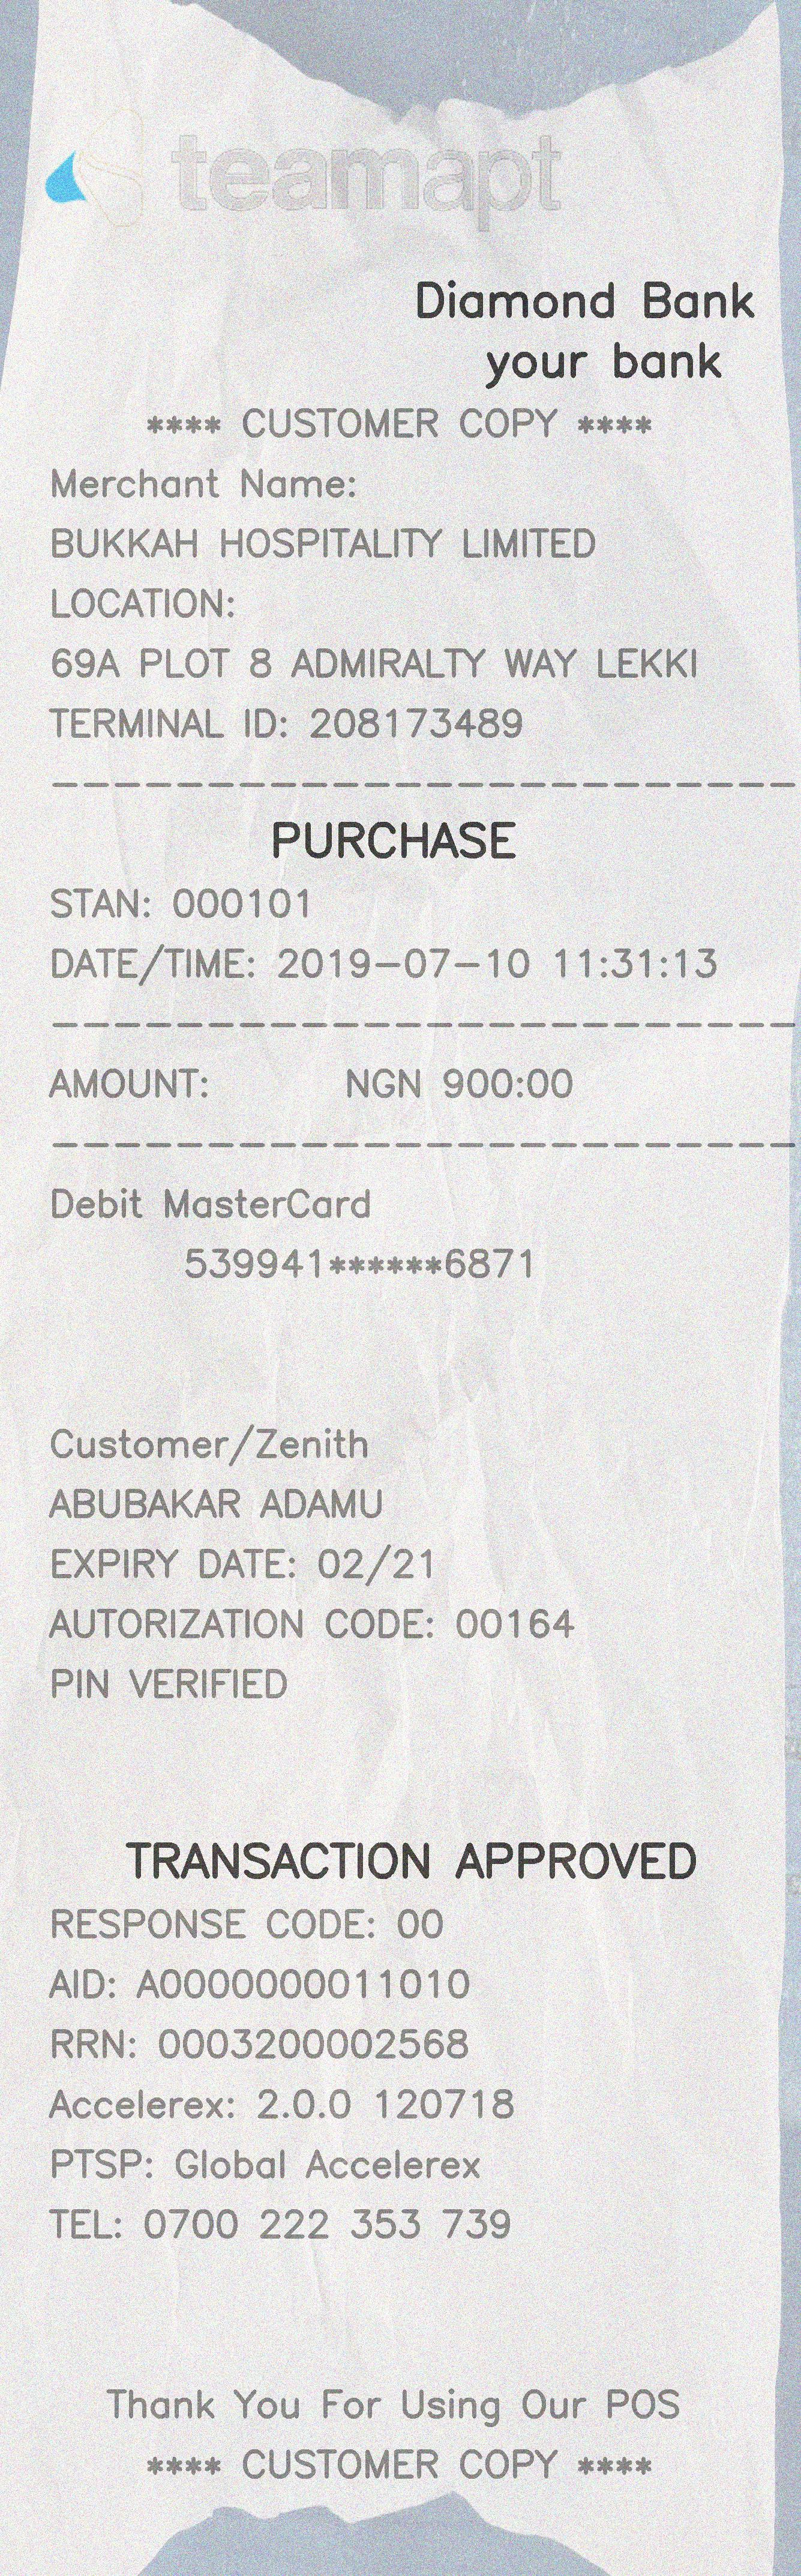 teamapt
Diamond Bank
your bank
**** CUSTOMER COPY ****
Merchant Name:
BUKKAH HOSPITALITY LIMITED
LOCATION:
69A PLOT 8 ADMIRALTY WAY LEKKI
TERMINAL ID: 208173489
------------------------
PURCHASE
STAN: 000101
DATE/TIME: 2019-07-10 11:31:13
------------------------
AMOUNT: NGN 900:00
------------------------
Debit MasterCard
539941******6871
Customer/Zenith
ABUBAKAR ADAMU
EXPIRY DATE: 02/21
AUTORIZATION CODE: 00164
PIN VERIFIED
TRANSACTION APPROVED
RESPONSE CODE: 00
AID: A0000000011010
RRN: 0003200002568
Accelerex: 2.0.0 120718
PTSP: Global Accelerex
TEL: 0700 222 353 739
Thank You For Using Our POS
**** CUSTOMER COPY ****